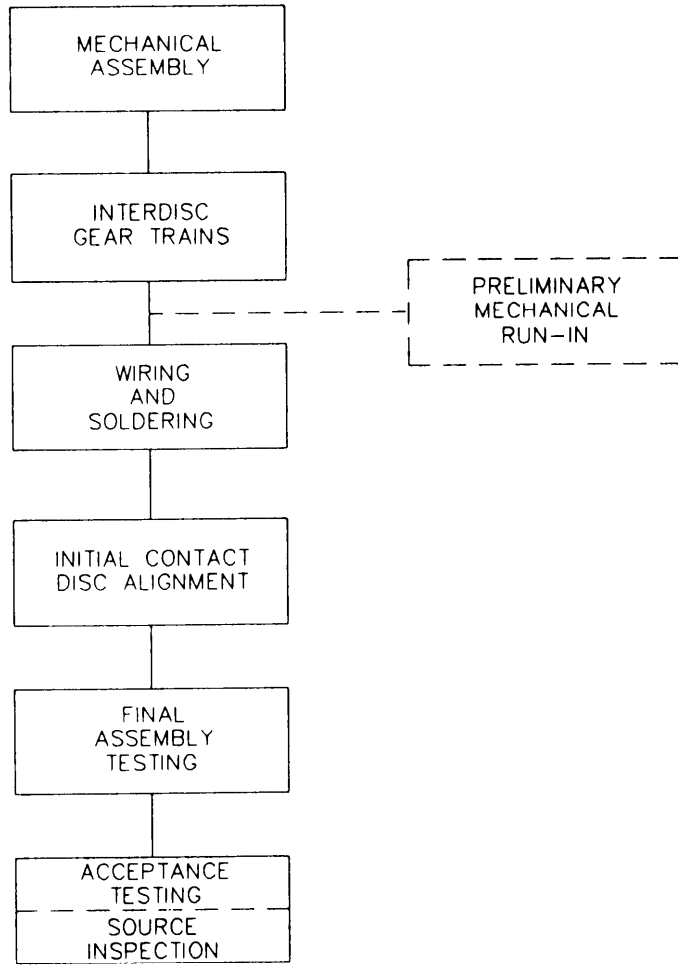 MECHANICAL
ASSEMBLY
INTERDISC
GEAR TRAINS
PRELIMINARY
MECHANICAL
RUN-IN
WIRING
AND
SOLDERING
INITIAL CONTACT
DISC ALIGNMENT
FINAL
ASSEMBLY
TESTING
ACCEPTANCE
TESTING
SOURCE
INSPECTION